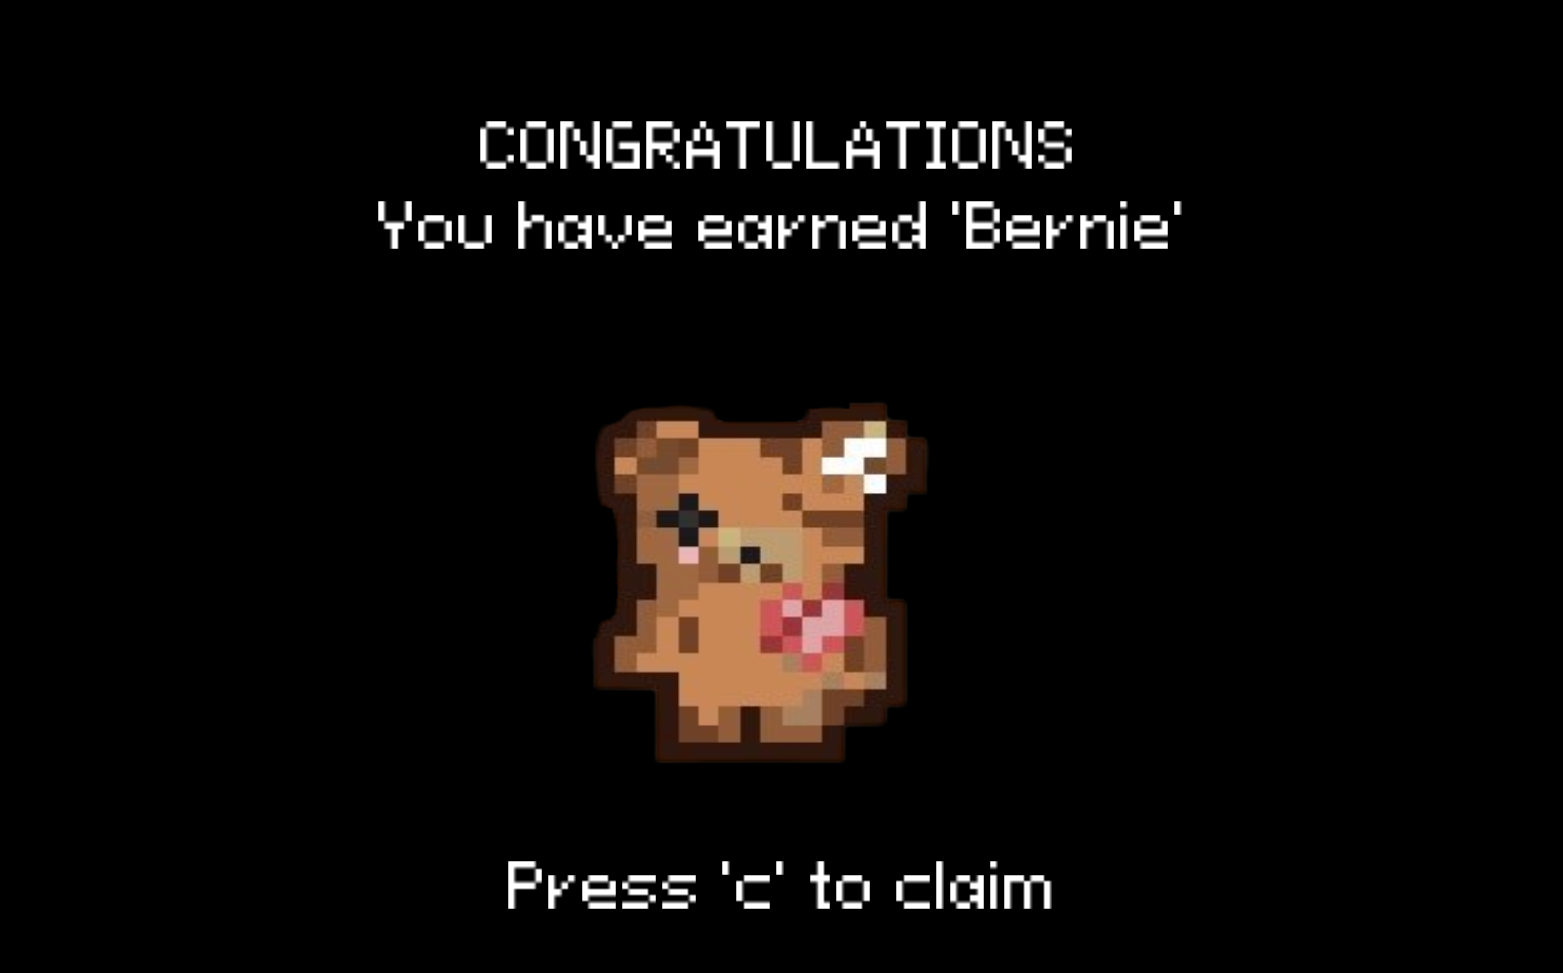 CONGRATULATIONS
You have earned 'Bernie'
Press 'c' to claim